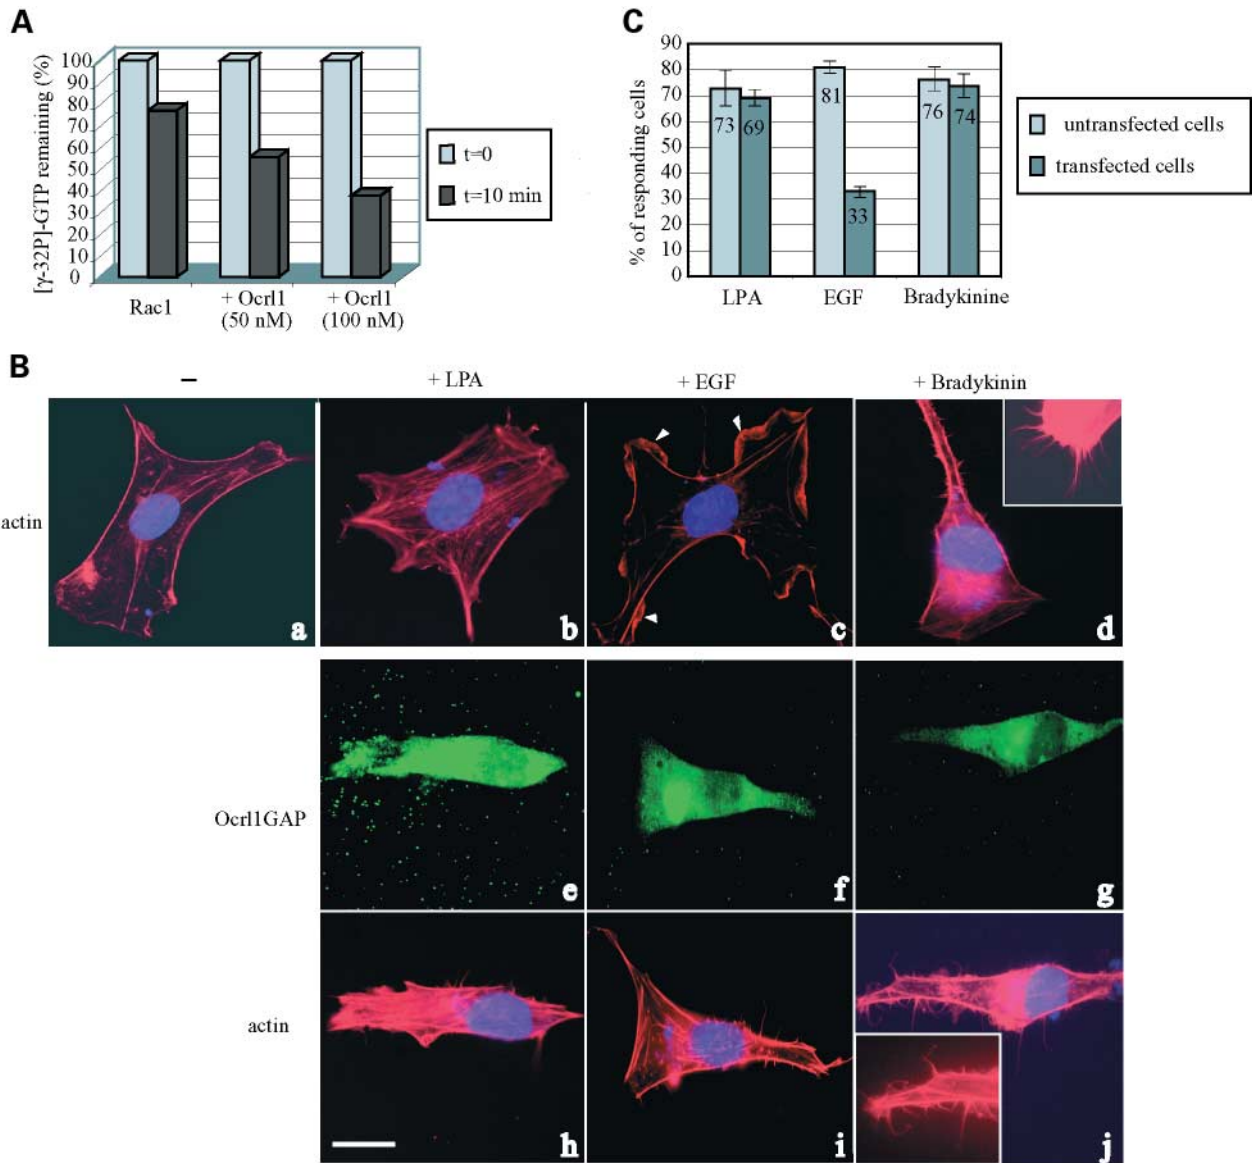 A
[γ-32P]-GTP remaining (%)
100
90
80
70
60
50
40
30
20
10
0
Rac1
+ Ocrl1
(50 nM)
+ Ocrl1
(100 nM)
t=0
t=10 min
C
% of responding cells
90
80
70
60
50
40
30
20
10
0
73
69
81
33
76
74
LPA
EGF
Bradykinine
untransfected cells
transfected cells
B
–
+ LPA
+ EGF
+ Bradykinin
actin
a
b
c
d
Ocrl1GAP
e
f
g
actin
h
i
j